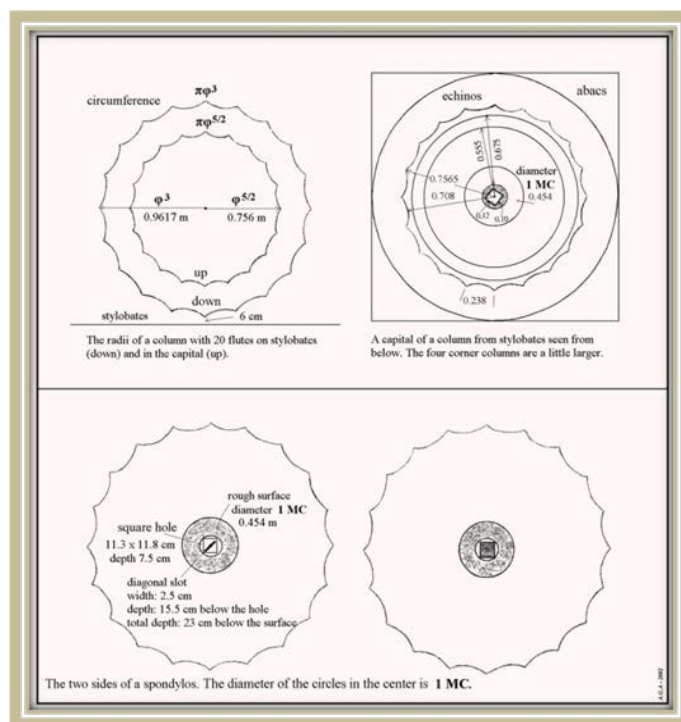 πφ³
circumference
πφ⁵ᐟ²
φ³
φ⁵ᐟ²
0.9617 m
0.756 m
up
down
stylobates
6 cm
The radii of a column with 20 flutes on stylobates
(down) and in the capital (up).
abacs
echinos
0.555
0.675
diameter
1 MC
0.7565
0.708
0.454
0.238
A capital of a column from stylobates seen from
below. The four corner columns are a little larger.
rough surface
diameter 1 MC
0.454 m
square hole
11.3 x 11.8 cm
depth 7.5 cm
diagonal slot
width: 2.5 cm
depth: 15.5 cm below the hole
total depth: 23 cm below the surface
The two sides of a spondylos. The diameter of the circles in the center is 1 MC.